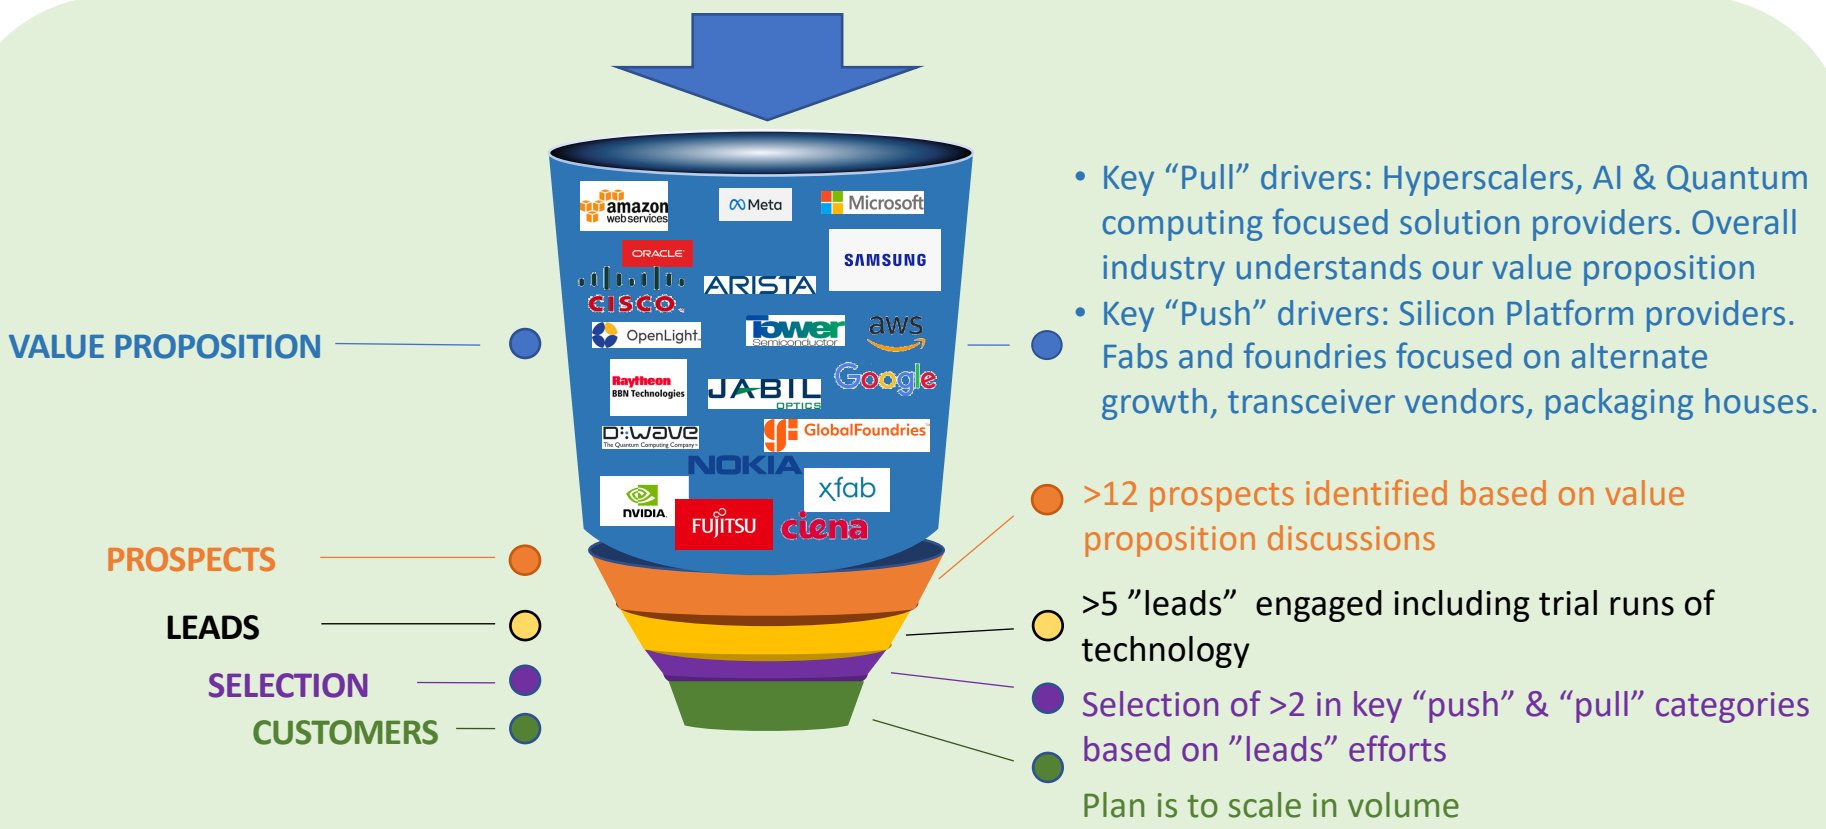 amazon
webservices
Meta
Microsoft
ORACLE
SAMSUNG
CISCO
ARISTA
OpenLight
Tower
Semiconductor
aws
Raytheon
BBN Technologies
JABIL
OPTICS
Google
D:Wave
The Quantum Computing Company
GlobalFoundries
NOKIA
xfab
NVIDIA
FUJITSU
ciena
VALUE PROPOSITION
• Key “Pull” drivers: Hyperscalers, AI & Quantum
computing focused solution providers. Overall
industry understands our value proposition
• Key “Push” drivers: Silicon Platform providers.
Fabs and foundries focused on alternate
growth, transceiver vendors, packaging houses.
PROSPECTS
>12 prospects identified based on value
proposition discussions
LEADS
>5 ”leads” engaged including trial runs of
technology
SELECTION
Selection of >2 in key “push” & “pull” categories
based on ”leads” efforts
CUSTOMERS
Plan is to scale in volume